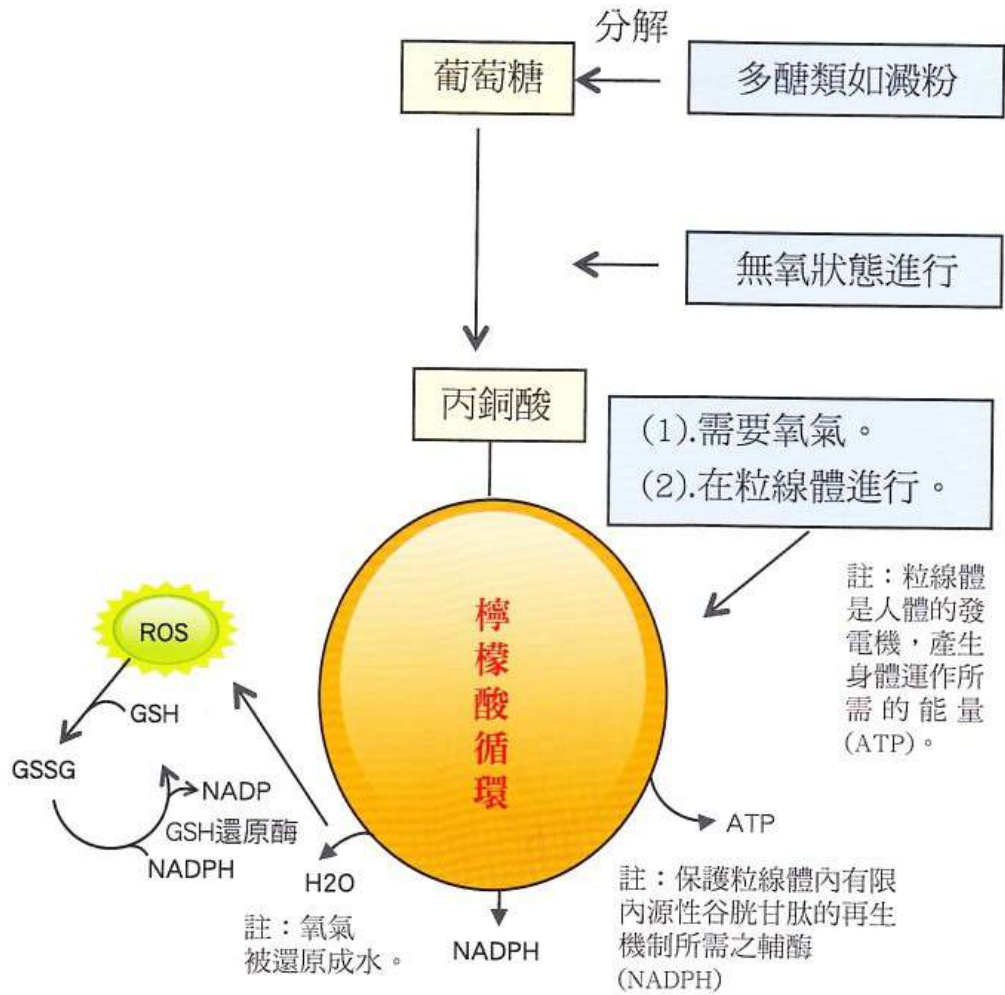 分解
葡萄糖
多醣類如澱粉
無氧狀態進行
丙銅酸
(1).需要氧氣。
(2).在粒線體進行。
註：粒線體
是人體的發
電機，產生
身體運作所
需的能量
(ATP)。
檸檬酸循環
ROS
GSH
GSSG
NADP
GSH還原酶
NADPH
H2O
註：氧氣
被還原成水。
NADPH
ATP
註：保護粒線體內有限
內源性谷胱甘肽的再生
機制所需之輔酶
(NADPH)